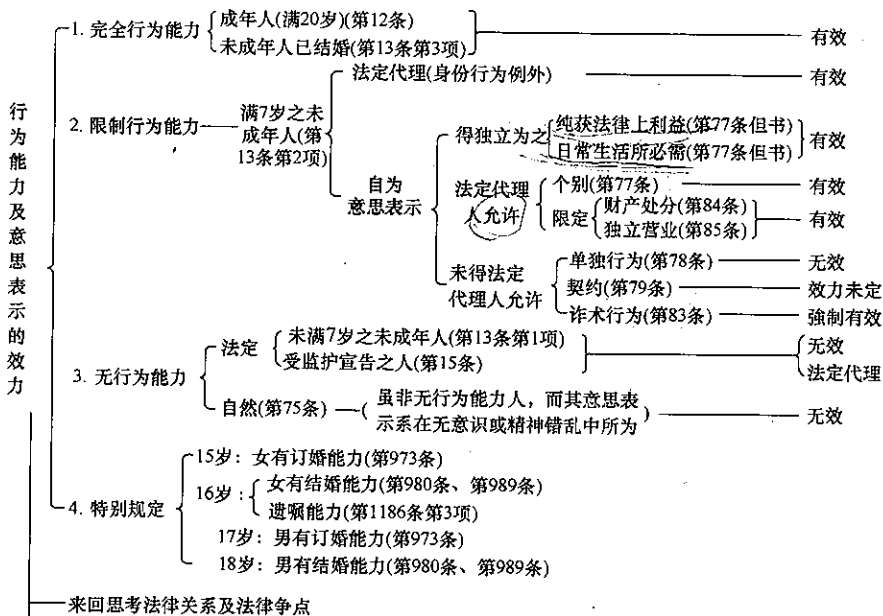 行为能力及意思表示的效力
1. 完全行为能力
成年人(满20岁)(第12条)
未成年人已结婚(第13条第3项)
有效
2. 限制行为能力
满7岁之未
成年人(第
13条第2项)
法定代理(身份行为例外)
有效
自为
意思表示
得独立为之
纯获法律上利益(第77条但书)
日常生活所必需(第77条但书)
有效
法定代理
人允许
个别(第77条)
有效
限定
财产处分(第84条)
独立营业(第85条)
有效
未得法定
代理人允许
单独行为(第78条)
无效
契约(第79条)
效力未定
诈术行为(第83条)
強制有效
3. 无行为能力
法定
未满7岁之未成年人(第13条第1项)
受监护宣告之人(第15条)
无效
法定代理
自然(第75条)
(虽非无行为能力人,而其意思表
示系在无意识或精神错乱中所为)
无效
4. 特别规定
15岁:女有订婚能力(第973条)
16岁:
女有结婚能力(第980条、第989条)
遗嘱能力(第1186条第3项)
17岁:男有订婚能力(第973条)
18岁:男有结婚能力(第980条、第989条)
来回思考法律关系及法律争点